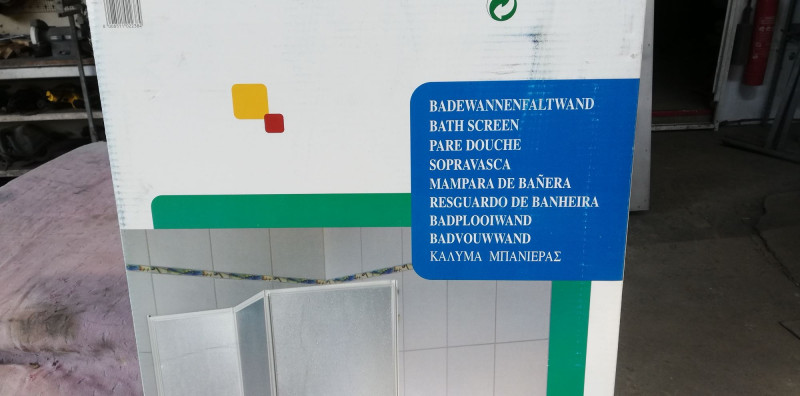 BADEWANNENFALTWAND
BATH SCREEN
PARE DOUCHE
SOPRAVASCA
MAMPARA DE BAÑERA
RESGUARDO DE BANHEIRA
BADPLOOIWAND
BADVOUWWAND
ΚΑΛΥΜΑ ΜΠΑΝΙΕΡΑΣ